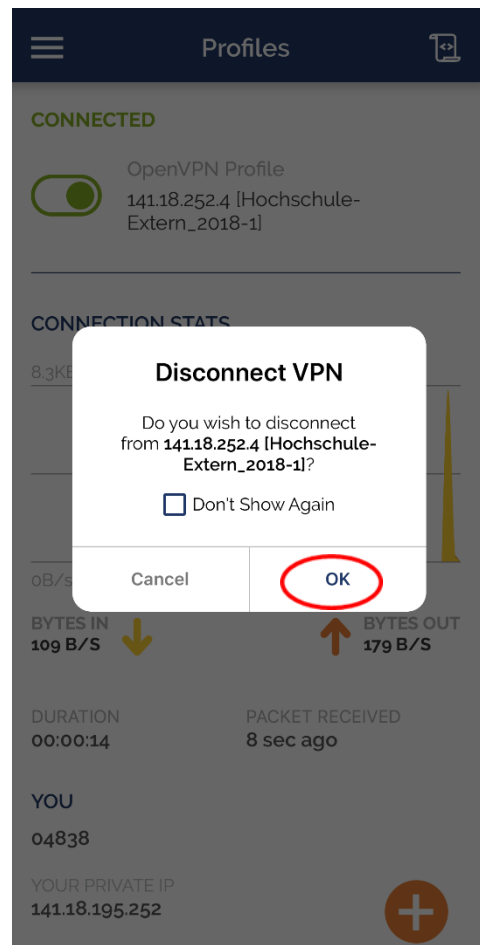 Profiles
CONNECTED
OpenVPN Profile
141.18.252.4 [Hochschule-
Extern_2018-1]
CONNECTION STATS
8.3KB
Disconnect VPN
Do you wish to disconnect
from 141.18.252.4 [Hochschule-
Extern_2018-1]?
Don't Show Again
Cancel
OK
0B/s
BYTES IN
109 B/S
BYTES OUT
179 B/S
DURATION
00:00:14
PACKET RECEIVED
8 sec ago
YOU
04838
YOUR PRIVATE IP
141.18.195.252